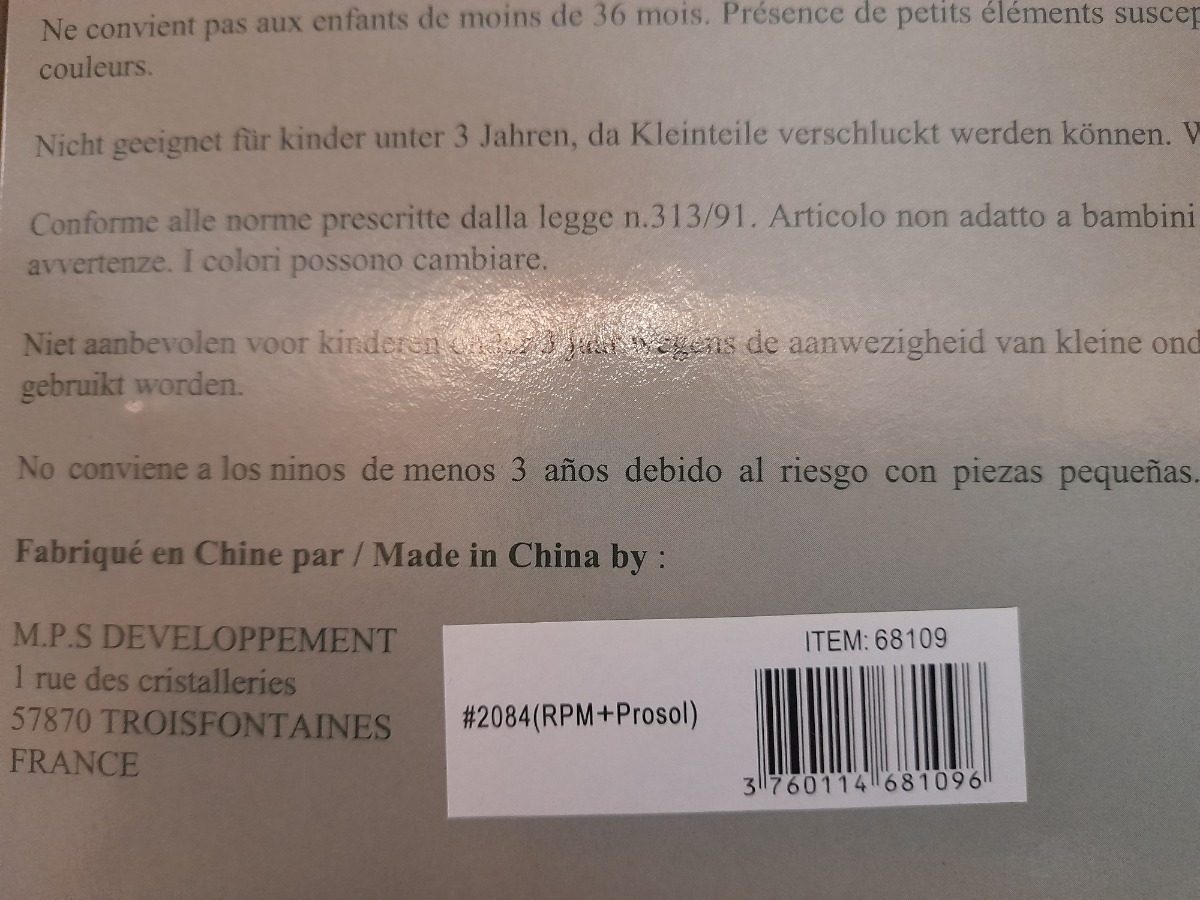 Ne convient pas aux enfants de moins de 36 mois. Présence de petits éléments suscep
couleurs.
Nicht geeignet für kinder unter 3 Jahren, da Kleinteile verschluckt werden können. W
Conforme alle norme prescritte dalla legge n.313/91. Articolo non adatto a bambini
avvertenze. I colori possono cambiare.
Niet aanbevolen voor kinderen onder 3 jaar wegens de aanwezigheid van kleine ond
gebruikt worden.
No conviene a los ninos de menos 3 años debido al riesgo con piezas pequeñas.
Fabriqué en Chine par / Made in China by :
M.P.S DEVELOPPEMENT
1 rue des cristalleries
57870 TROISFONTAINES
FRANCE
ITEM: 68109
#2084(RPM+Prosol)
3 760114 681096